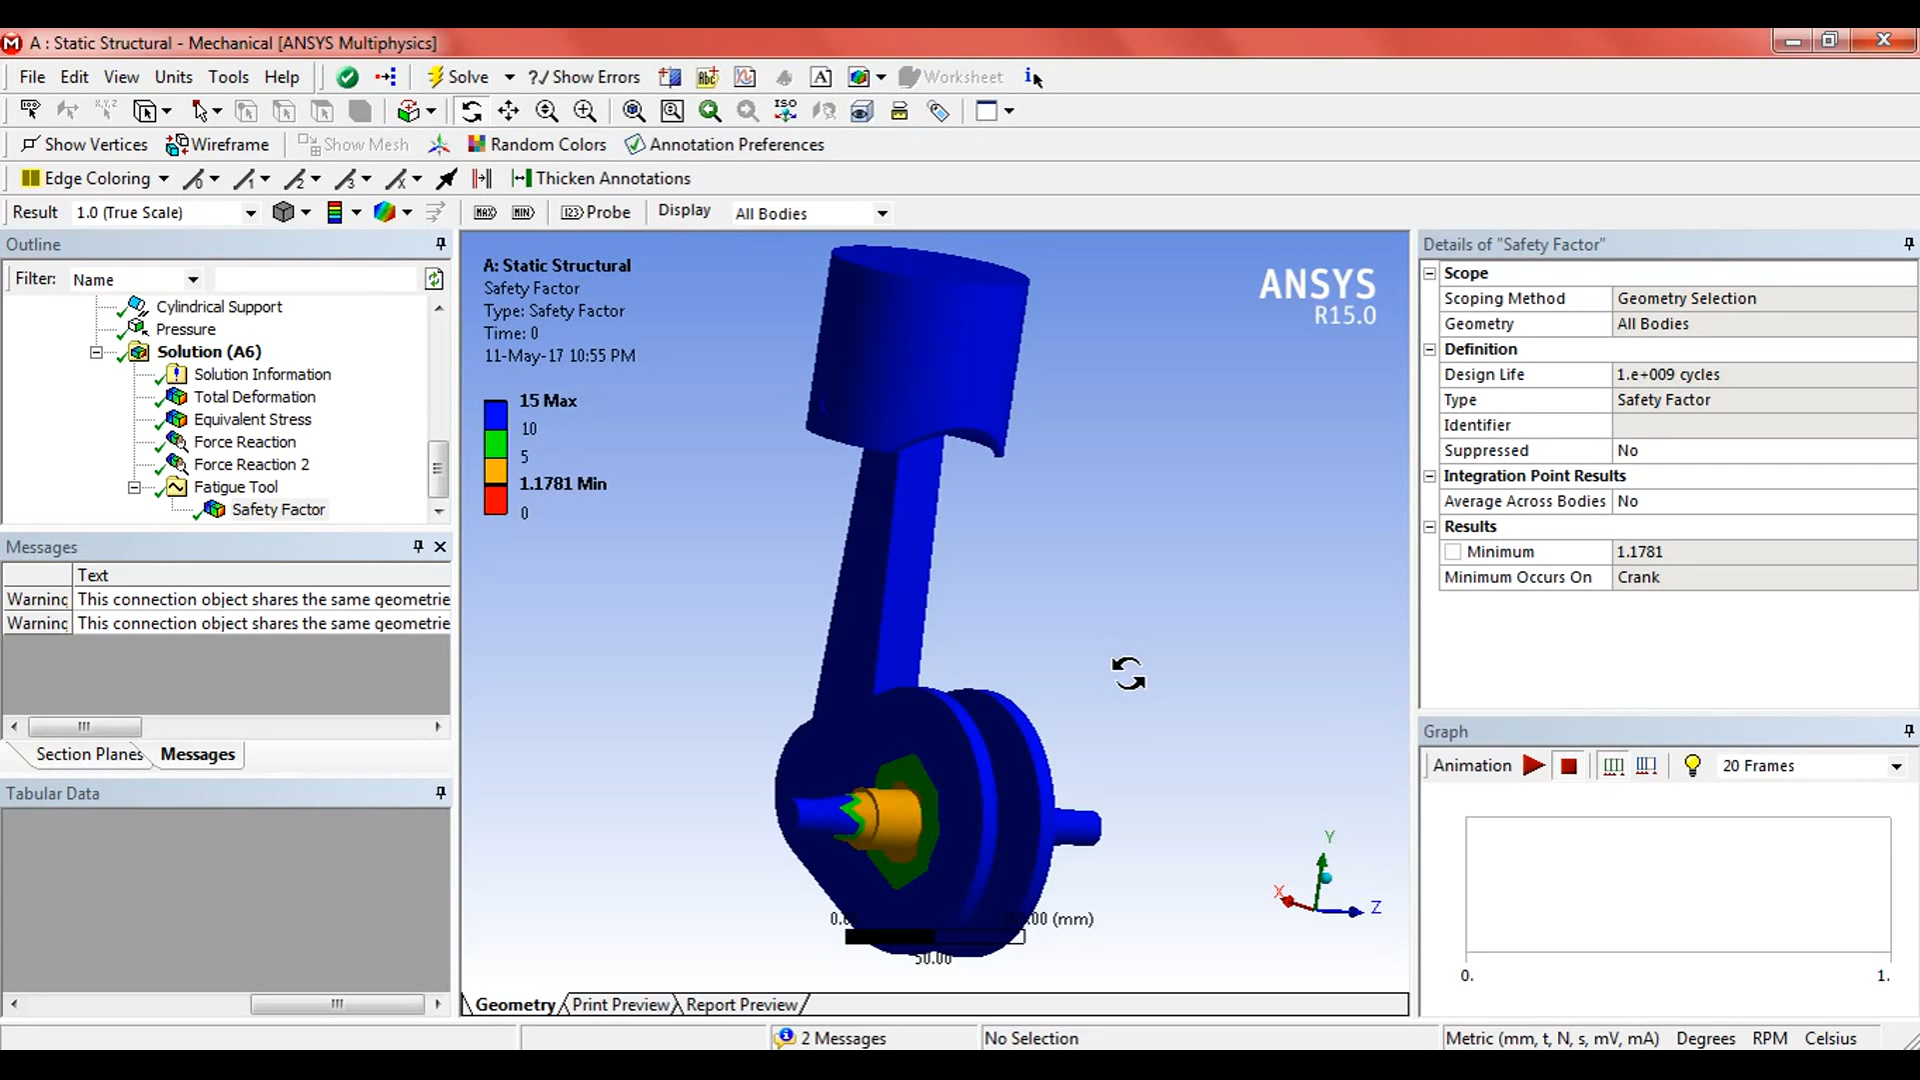 A : Static Structural - Mechanical [ANSYS Multiphysics]
File Edit View Units Tools Help Solve ?/ Show Errors Worksheet
Show Vertices Wireframe Show Mesh Random Colors Annotation Preferences
Edge Coloring Thicken Annotations
Result 1.0 (True Scale) MAX MIN Probe Display All Bodies
Outline
Filter: Name
Cylindrical Support
Pressure
Solution (A6)
Solution Information
Total Deformation
Equivalent Stress
Force Reaction
Force Reaction 2
Fatigue Tool
Safety Factor
Messages
Text
Warning This connection object shares the same geometrie
Warning This connection object shares the same geometrie
Section Planes Messages
Tabular Data
A: Static Structural
Safety Factor
Type: Safety Factor
Time: 0
11-May-17 10:55 PM
15 Max
10
5
1.1781 Min
0
ANSYS
R15.0
Y
X
Z
(mm)
50.00
Geometry Print Preview Report Preview
Details of "Safety Factor"
Scope
Scoping Method Geometry Selection
Geometry All Bodies
Definition
Design Life 1.e+009 cycles
Type Safety Factor
Identifier
Suppressed No
Integration Point Results
Average Across Bodies No
Results
Minimum 1.1781
Minimum Occurs On Crank
Graph
Animation 20 Frames
0. 1.
2 Messages No Selection Metric (mm, t, N, s, mV, mA) Degrees RPM Celsius